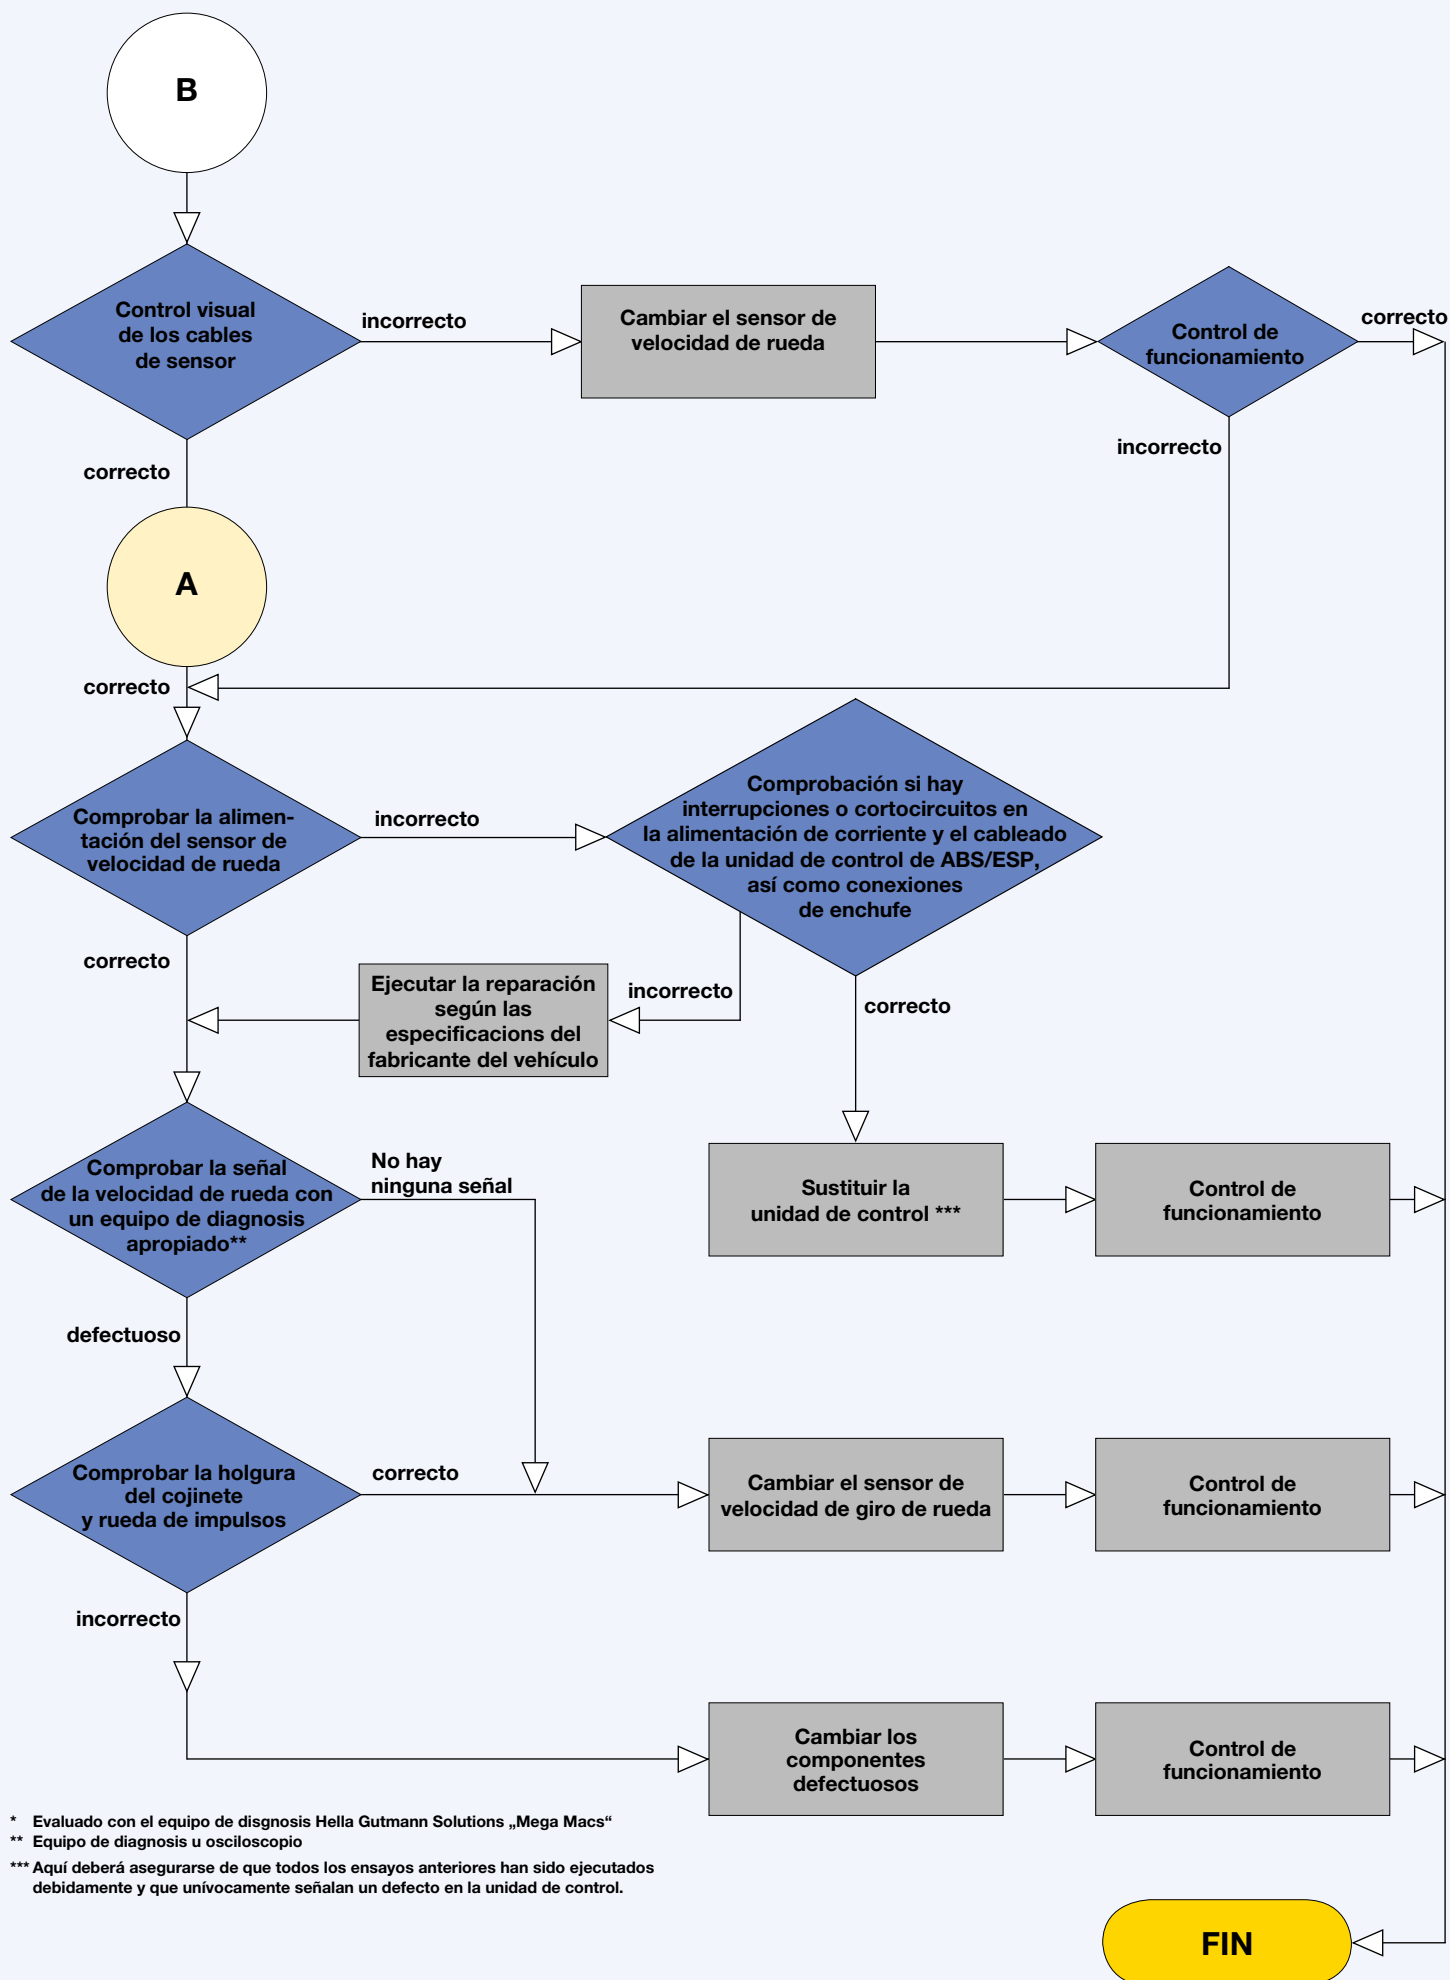 B
Control visual
de los cables
de sensor
incorrecto
Cambiar el sensor de
velocidad de rueda
Control de
funcionamiento
correcto
incorrecto
correcto
A
correcto
Comprobar la alimen-
tación del sensor de
velocidad de rueda
incorrecto
Comprobación si hay
interrupciones o cortocircuitos en
la alimentación de corriente y el cableado
de la unidad de control de ABS/ESP,
así como conexiones
de enchufe
correcto
Ejecutar la reparación
según las
especificacions del
fabricante del vehículo
incorrecto
correcto
Comprobar la señal
de la velocidad de rueda con
un equipo de diagnosis
apropiado**
No hay
ninguna señal
Sustituir la
unidad de control ***
Control de
funcionamiento
defectuoso
Comprobar la holgura
del cojinete
y rueda de impulsos
correcto
Cambiar el sensor de
velocidad de giro de rueda
Control de
funcionamiento
incorrecto
Cambiar los
componentes
defectuosos
Control de
funcionamiento
* Evaluado con el equipo de disgnosis Hella Gutmann Solutions „Mega Macs“
** Equipo de diagnosis u osciloscopio
*** Aquí deberá asegurarse de que todos los ensayos anteriores han sido ejecutados
debidamente y que unívocamente señalan un defecto en la unidad de control.
FIN